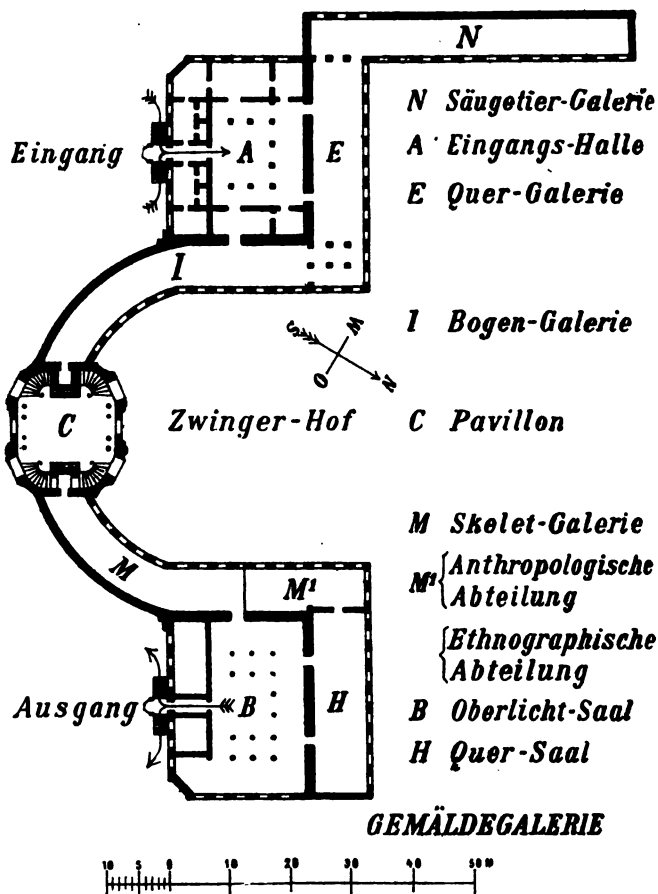 N
N Säugetier-Galerie
Eingang
A
E
A Eingangs-Halle
E Quer-Galerie
I
I Bogen-Galerie
S W
O N
C
Zwinger-Hof
C Pavillon
M
M Skelet-Galerie
M¹
M¹ { Anthropologische
Abteilung
{ Ethnographische
Abteilung
Ausgang
B
H
B Oberlicht-Saal
H Quer-Saal
GEMÄLDEGALERIE
10 5 0 10 20 30 40 50 M